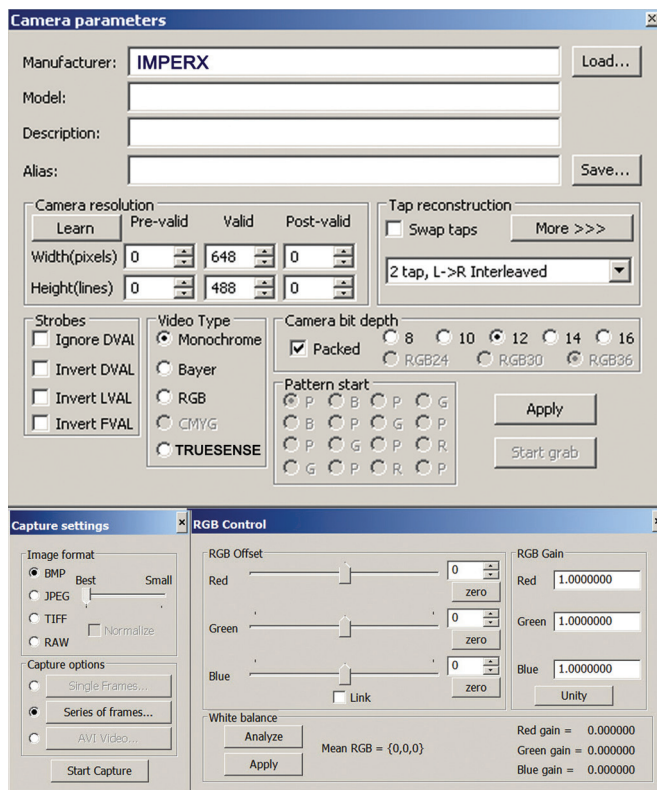 Camera parameters
Manufacturer: IMPERX Load...
Model:
Description:
Alias: Save...
Camera resolution
Learn Pre-valid Valid Post-valid
Width(pixels) 0 648 0
Height(lines) 0 488 0
Tap reconstruction
Swap taps More >>>
2 tap, L->R Interleaved
Strobes
Ignore DVAL
Invert DVAL
Invert LVAL
Invert FVAL
Video Type
Monochrome
Bayer
RGB
CMYG
TRUESENSE
Camera bit depth
Packed 8 10 12 14 16
RGB24 RGB30 RGB36
Pattern start
P B P G
B P G P
P G P R
G P R P
Apply
Start grab
Capture settings
Image format
BMP Best Small
JPEG
TIFF Normalize
RAW
Capture options
Single Frames...
Series of frames...
AVI Video...
Start Capture
RGB Control
RGB Offset
Red 0
zero
Green 0
zero
Blue 0
Link zero
RGB Gain
Red 1.0000000
Green 1.0000000
Blue 1.0000000
Unity
White balance
Analyze
Apply
Mean RGB = {0,0,0}
Red gain = 0.000000
Green gain = 0.000000
Blue gain = 0.000000